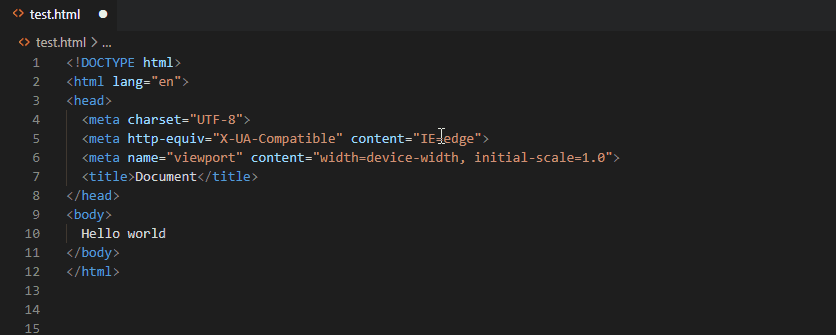 test.html
test.html > ...
1 <!DOCTYPE html>
2 <html lang="en">
3 <head>
4   <meta charset="UTF-8">
5   <meta http-equiv="X-UA-Compatible" content="IE=edge">
6   <meta name="viewport" content="width=device-width, initial-scale=1.0">
7   <title>Document</title>
8 </head>
9 <body>
10   Hello world
11 </body>
12 </html>
13
14
15